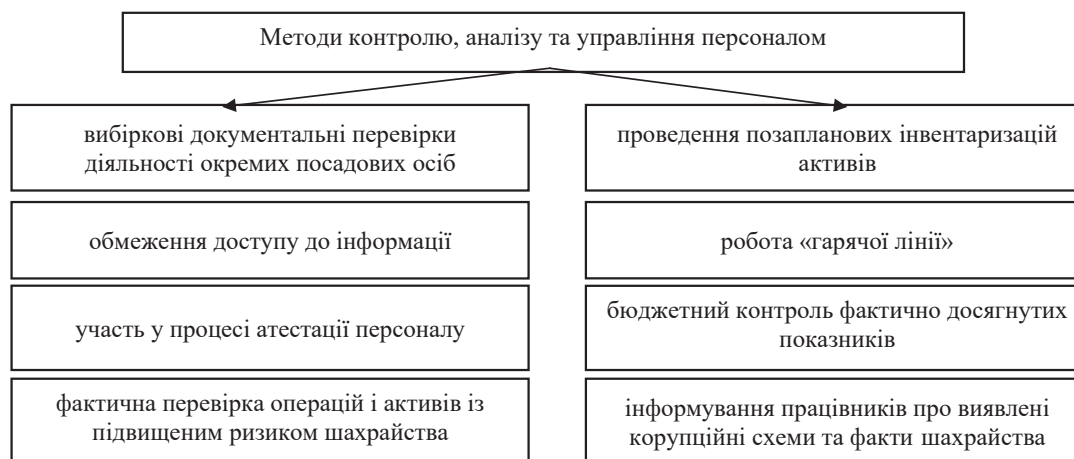 Методи контролю, аналізу та управління персоналом
вибіркові документальні перевірки
діяльності окремих посадових осіб
проведення позапланових інвентаризацій
активів
обмеження доступу до інформації
робота «гарячої лінії»
участь у процесі атестації персоналу
бюджетний контроль фактично досягнутих
показників
фактична перевірка операцій і активів із
підвищеним ризиком шахрайства
інформування працівників про виявлені
корупційні схеми та факти шахрайства